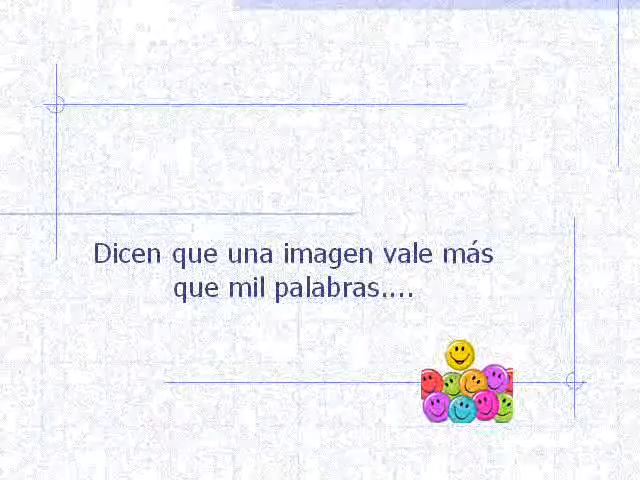 Dicen que una imagen vale más
que mil palabras....